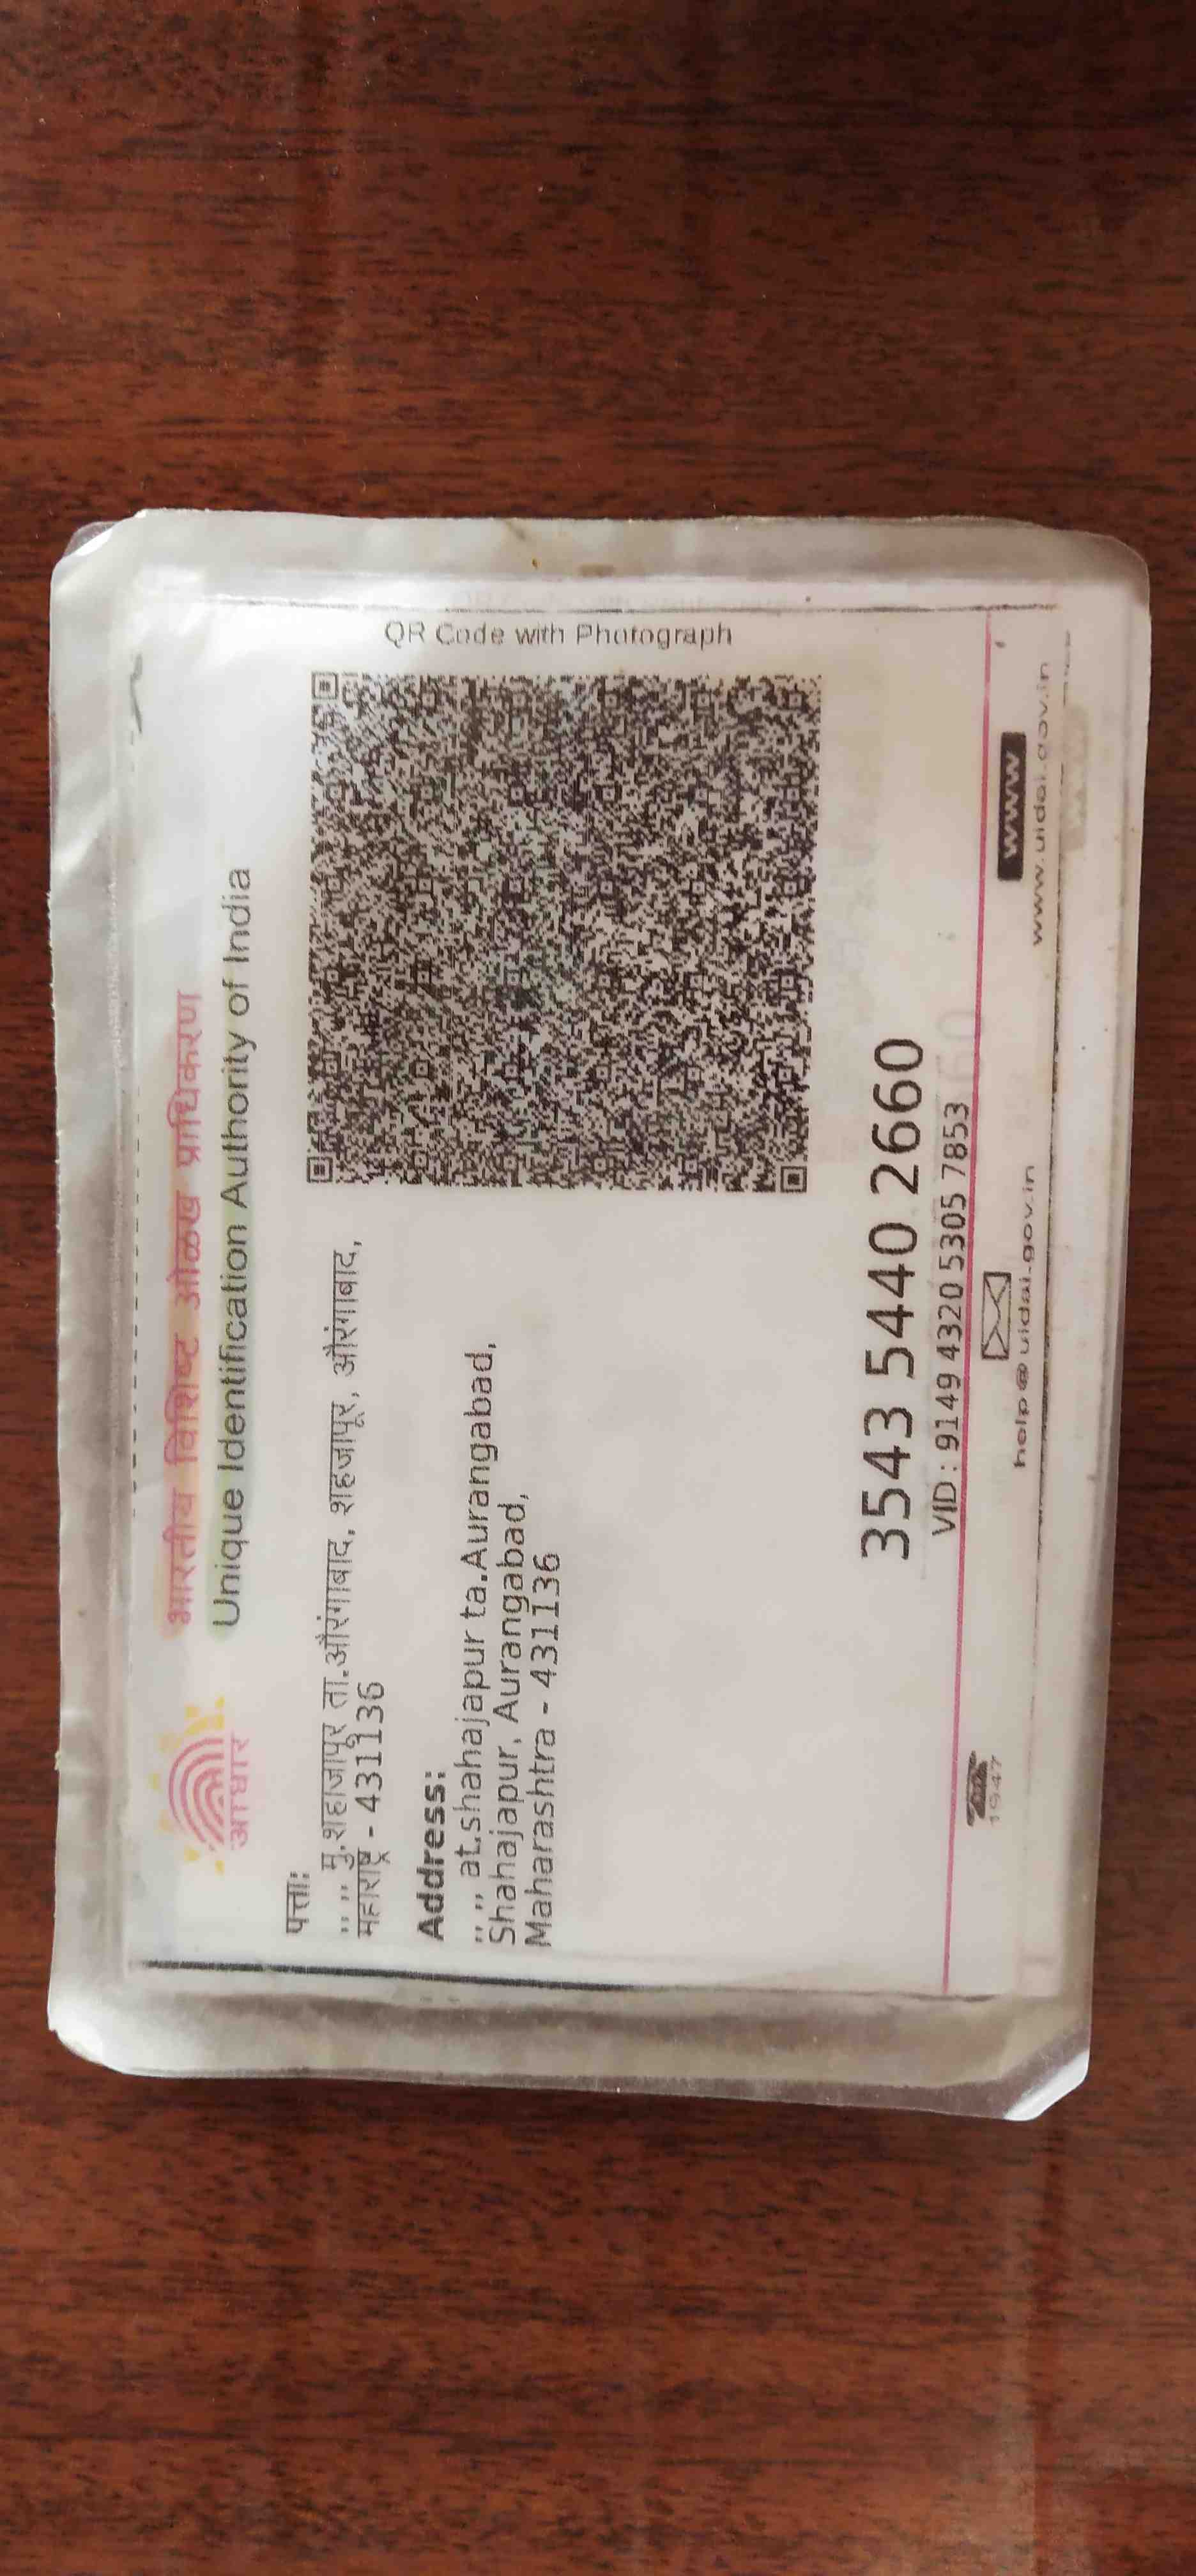 भारतीय विशिष्ट ओळख प्राधिकरण
Unique Identification Authority of India
आधार
पत्ता:
,, ,, मु.शहाजापूर ता.औरंगाबाद, शहजापूर, औरंगाबाद,
महाराष्ट्र - 431136
Address:
,, ,, at.shahajapur ta.Aurangabad,
Shahajapur, Aurangabad,
Maharashtra - 431136
QR Code with Photograph
3543 5440 2660
VID : 9149 4320 5305 7853
1947
help@uidai.gov.in
www
www.uidai.gov.in